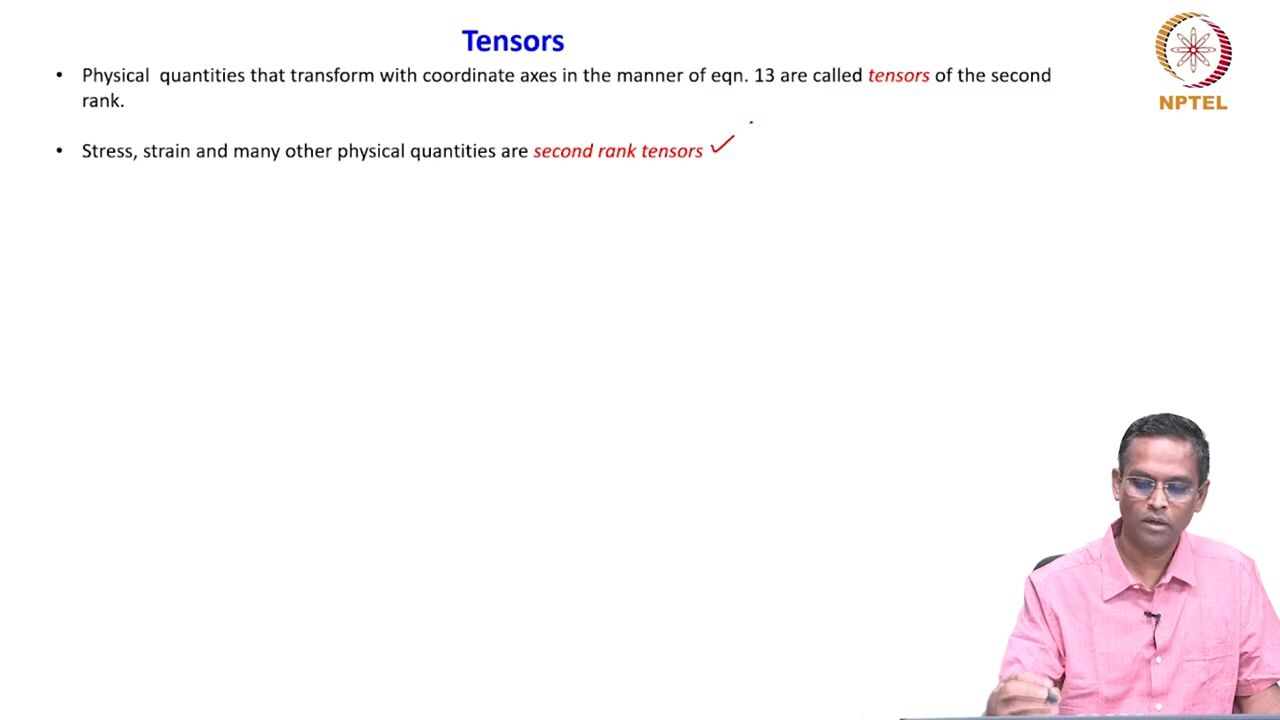 Tensors
• Physical quantities that transform with coordinate axes in the manner of eqn. 13 are called tensors of the second
rank.
• Stress, strain and many other physical quantities are second rank tensors
NPTEL